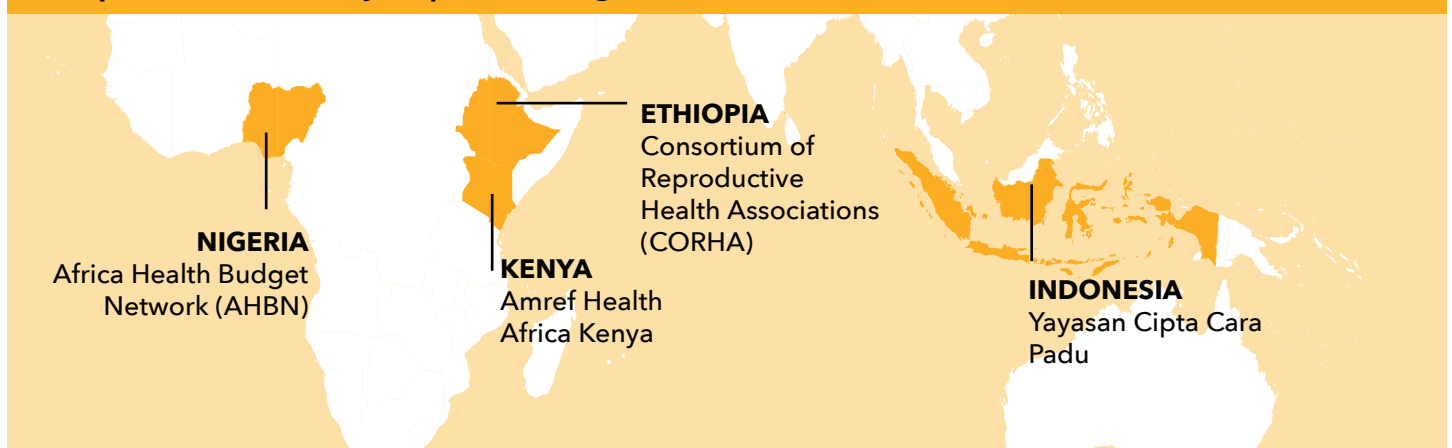 NIGERIA
Africa Health Budget
Network (AHBN)
KENYA
Amref Health
Africa Kenya
ETHIOPIA
Consortium of
Reproductive
Health Associations
(CORHA)
INDONESIA
Yayasan Cipta Cara
Padu